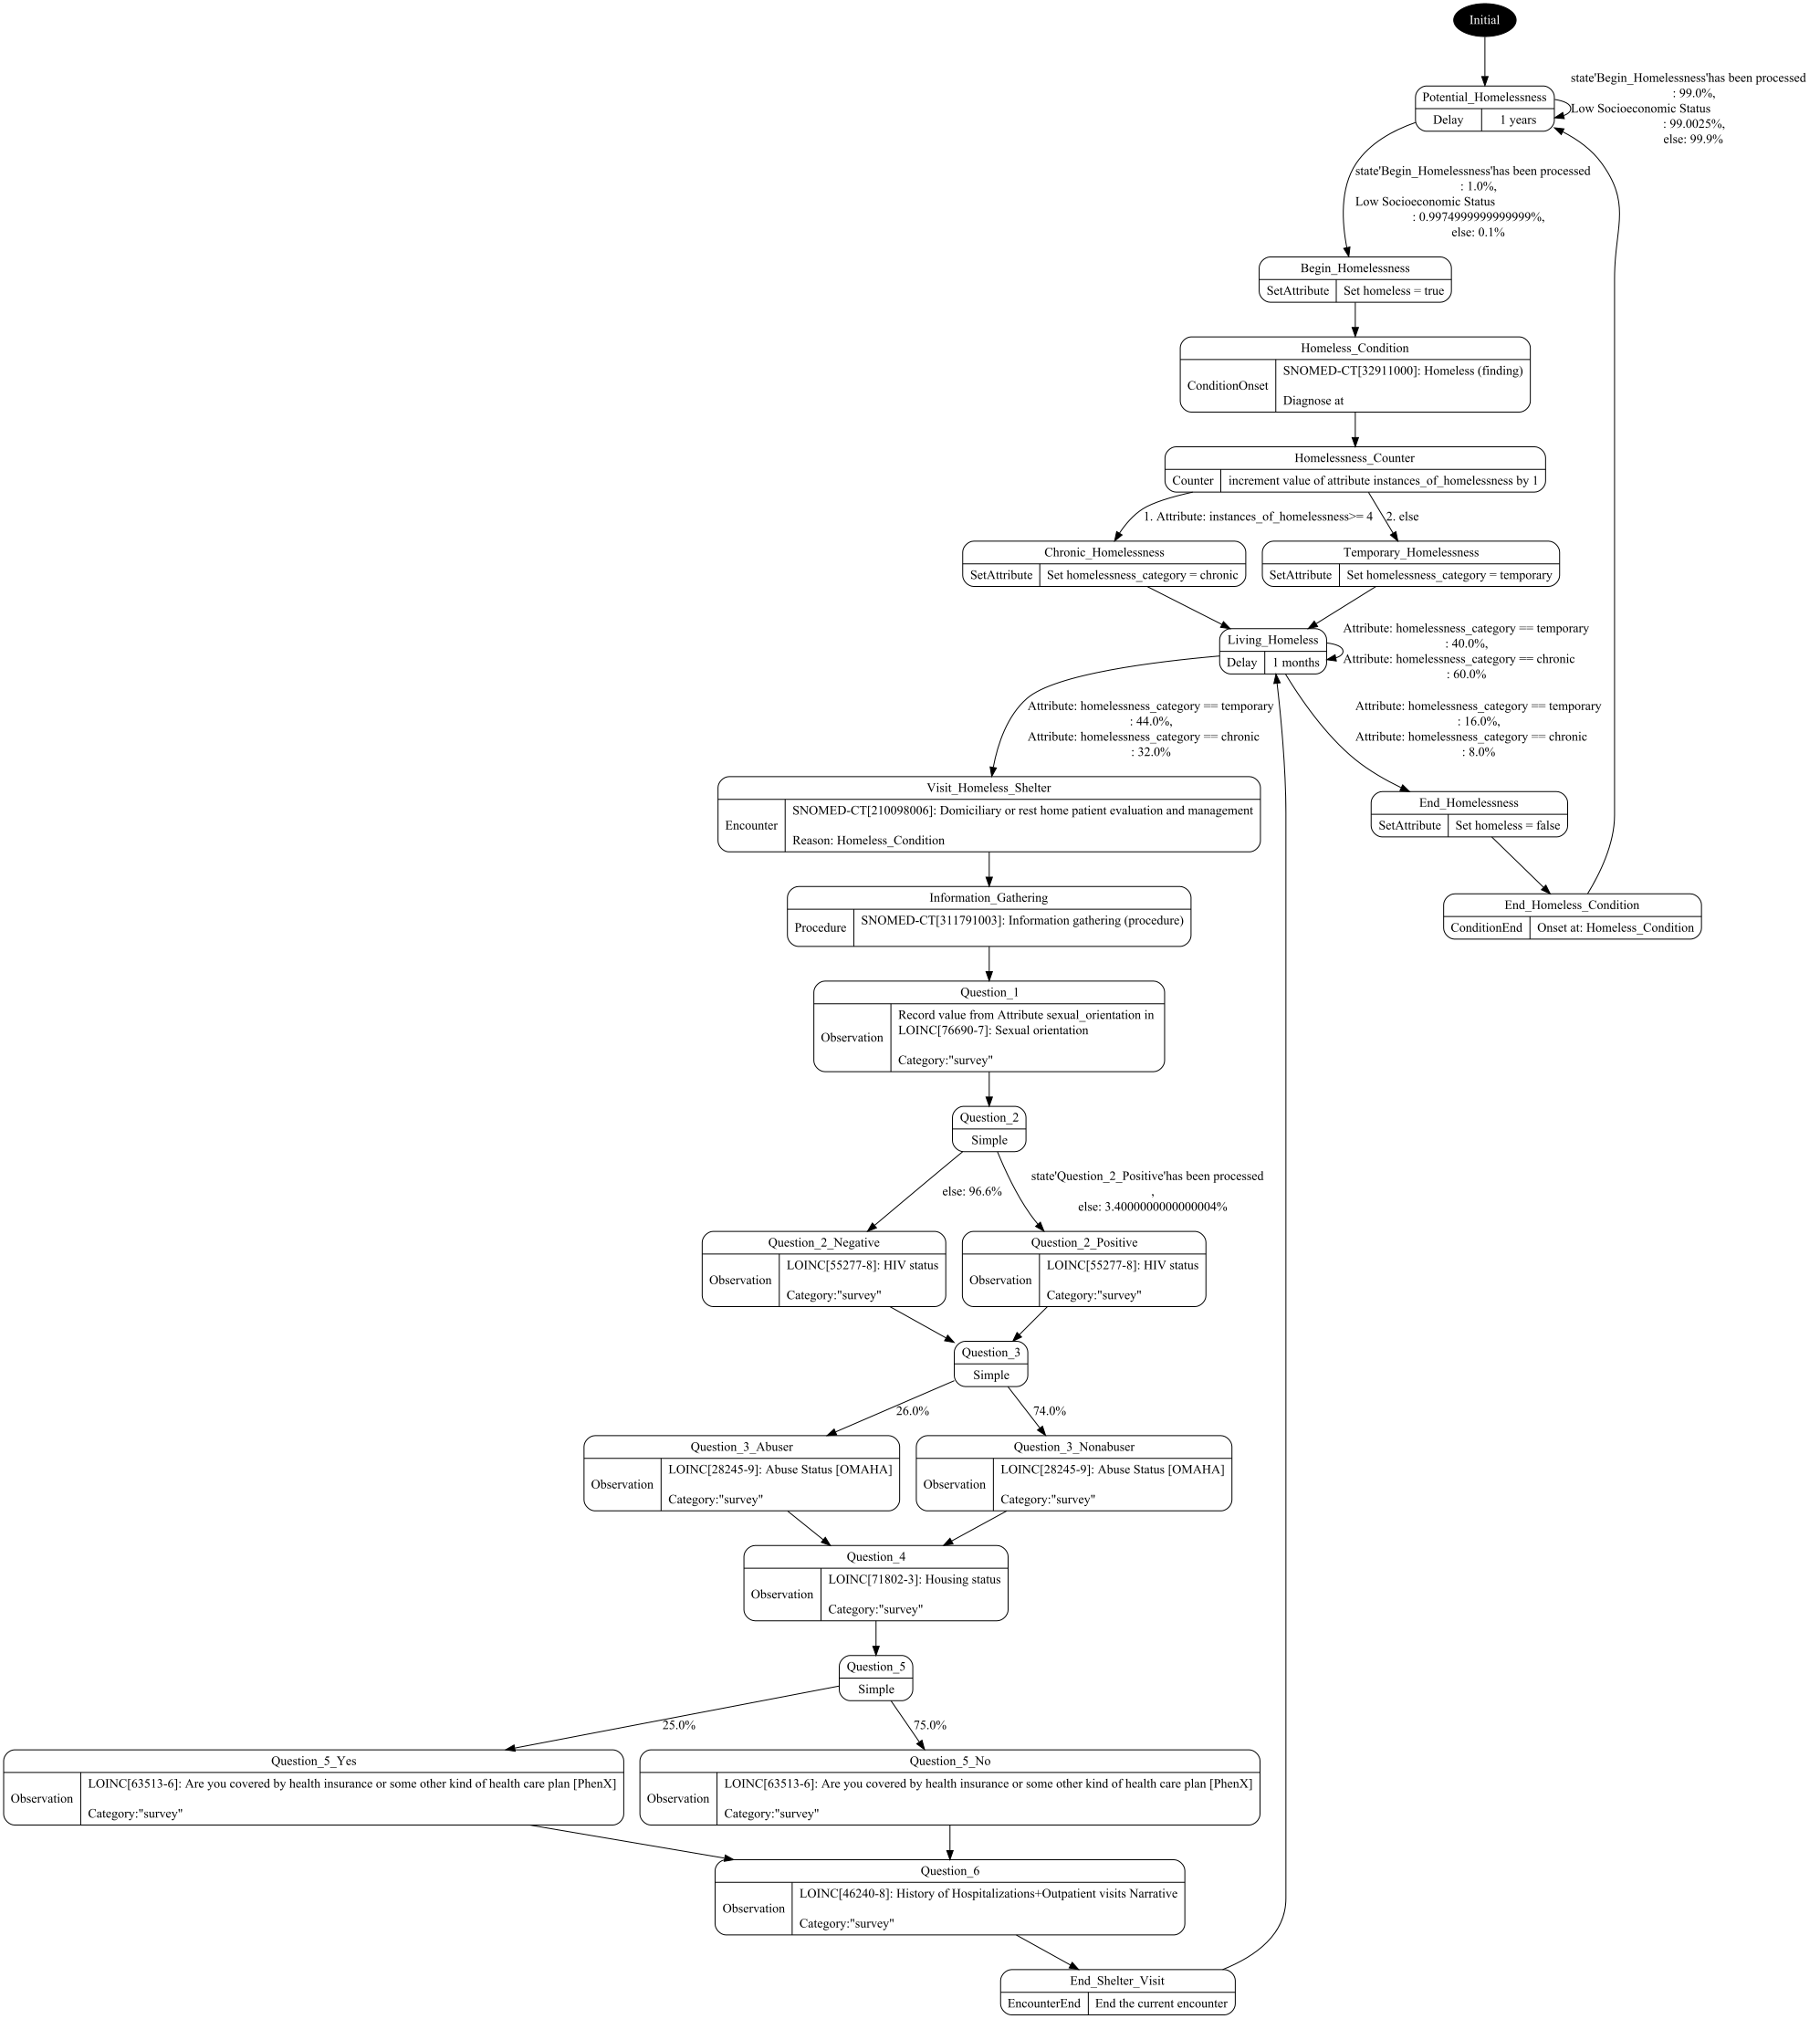 Initial
state'Begin_Homelessness'has been processed
: 99.0%,
Low Socioeconomic Status
: 99.0025%,
else: 99.9%
Potential_Homelessness
Delay
1 years
state'Begin_Homelessness'has been processed
: 1.0%,
Low Socioeconomic Status
: 0.9974999999999999%,
else: 0.1%
Begin_Homelessness
SetAttribute
Set homeless = true
Homeless_Condition
ConditionOnset
SNOMED-CT[32911000]: Homeless (finding)
Diagnose at
Homelessness_Counter
Counter
increment value of attribute instances_of_homelessness by 1
1. Attribute: instances_of_homelessness>= 4
2. else
Chronic_Homelessness
SetAttribute
Set homelessness_category = chronic
Temporary_Homelessness
SetAttribute
Set homelessness_category = temporary
Living_Homeless
Delay
1 months
Attribute: homelessness_category == temporary
: 40.0%,
Attribute: homelessness_category == chronic
: 60.0%
Attribute: homelessness_category == temporary
: 44.0%,
Attribute: homelessness_category == chronic
: 32.0%
Attribute: homelessness_category == temporary
: 16.0%,
Attribute: homelessness_category == chronic
: 8.0%
Visit_Homeless_Shelter
Encounter
SNOMED-CT[210098006]: Domiciliary or rest home patient evaluation and management
Reason: Homeless_Condition
End_Homelessness
SetAttribute
Set homeless = false
Information_Gathering
Procedure
SNOMED-CT[311791003]: Information gathering (procedure)
End_Homeless_Condition
ConditionEnd
Onset at: Homeless_Condition
Question_1
Observation
Record value from Attribute sexual_orientation in
LOINC[76690-7]: Sexual orientation
Category:"survey"
Question_2
Simple
else: 96.6%
state'Question_2_Positive'has been processed
,
else: 3.4000000000000004%
Question_2_Negative
Observation
LOINC[55277-8]: HIV status
Category:"survey"
Question_2_Positive
Observation
LOINC[55277-8]: HIV status
Category:"survey"
Question_3
Simple
26.0%
74.0%
Question_3_Abuser
Observation
LOINC[28245-9]: Abuse Status [OMAHA]
Category:"survey"
Question_3_Nonabuser
Observation
LOINC[28245-9]: Abuse Status [OMAHA]
Category:"survey"
Question_4
Observation
LOINC[71802-3]: Housing status
Category:"survey"
Question_5
Simple
25.0%
75.0%
Question_5_Yes
Observation
LOINC[63513-6]: Are you covered by health insurance or some other kind of health care plan [PhenX]
Category:"survey"
Question_5_No
Observation
LOINC[63513-6]: Are you covered by health insurance or some other kind of health care plan [PhenX]
Category:"survey"
Question_6
Observation
LOINC[46240-8]: History of Hospitalizations+Outpatient visits Narrative
Category:"survey"
End_Shelter_Visit
EncounterEnd
End the current encounter